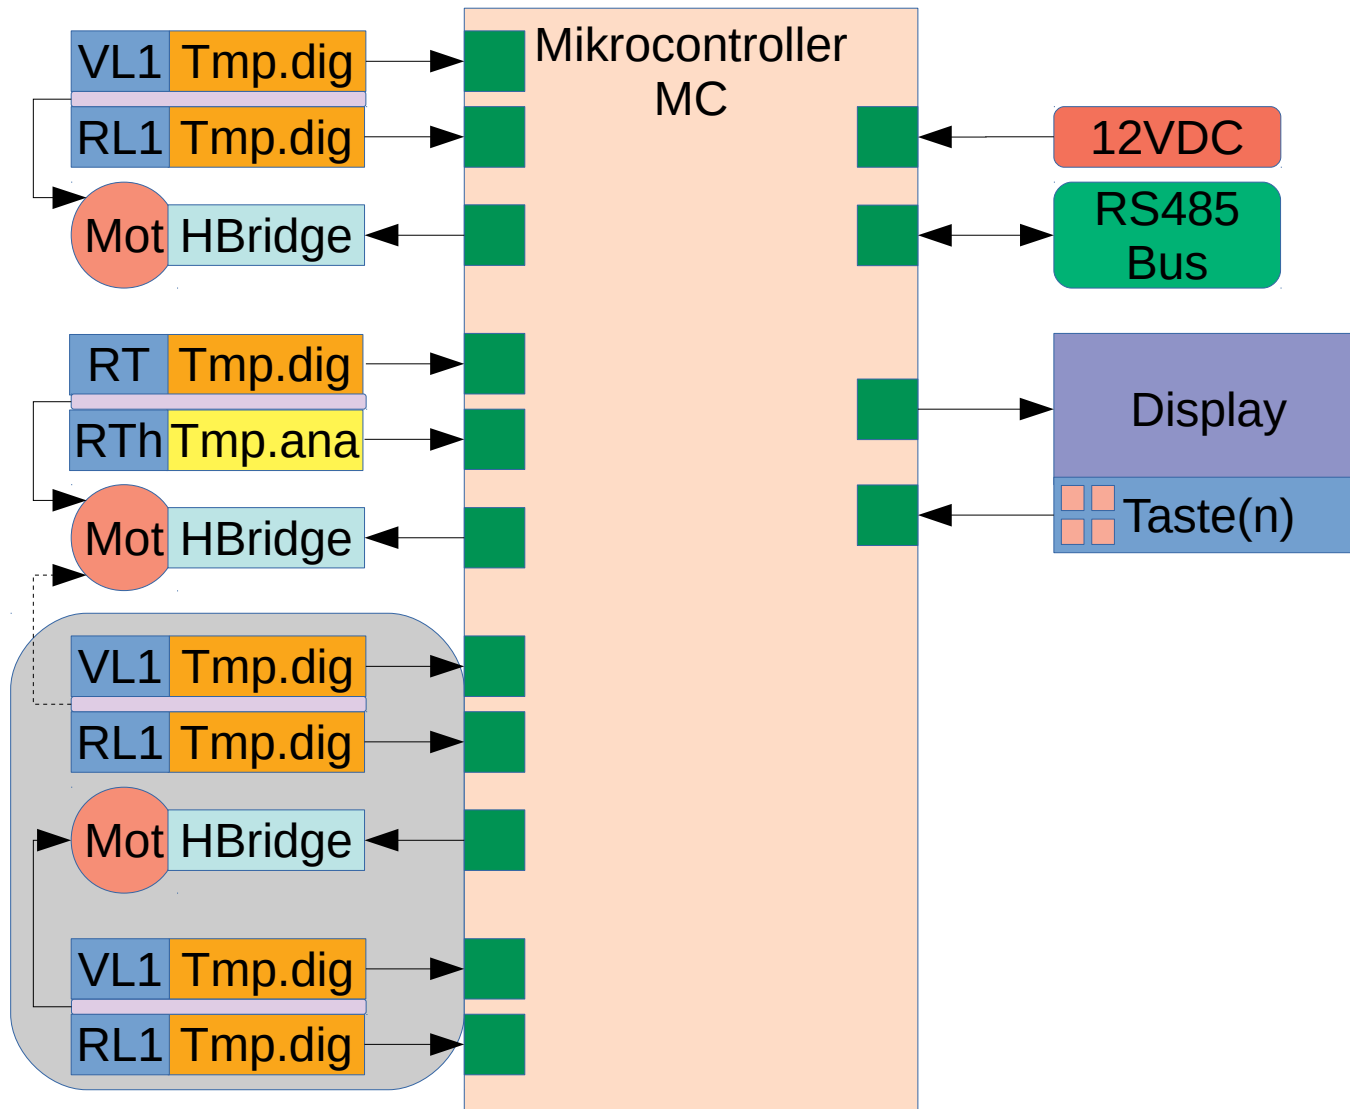 Mikrocontroller
MC
VL1 Tmp.dig
RL1 Tmp.dig
Mot HBridge
RT Tmp.dig
RTh Tmp.ana
Mot HBridge
VL1 Tmp.dig
RL1 Tmp.dig
Mot HBridge
VL1 Tmp.dig
RL1 Tmp.dig
12VDC
RS485
Bus
Display
Taste(n)